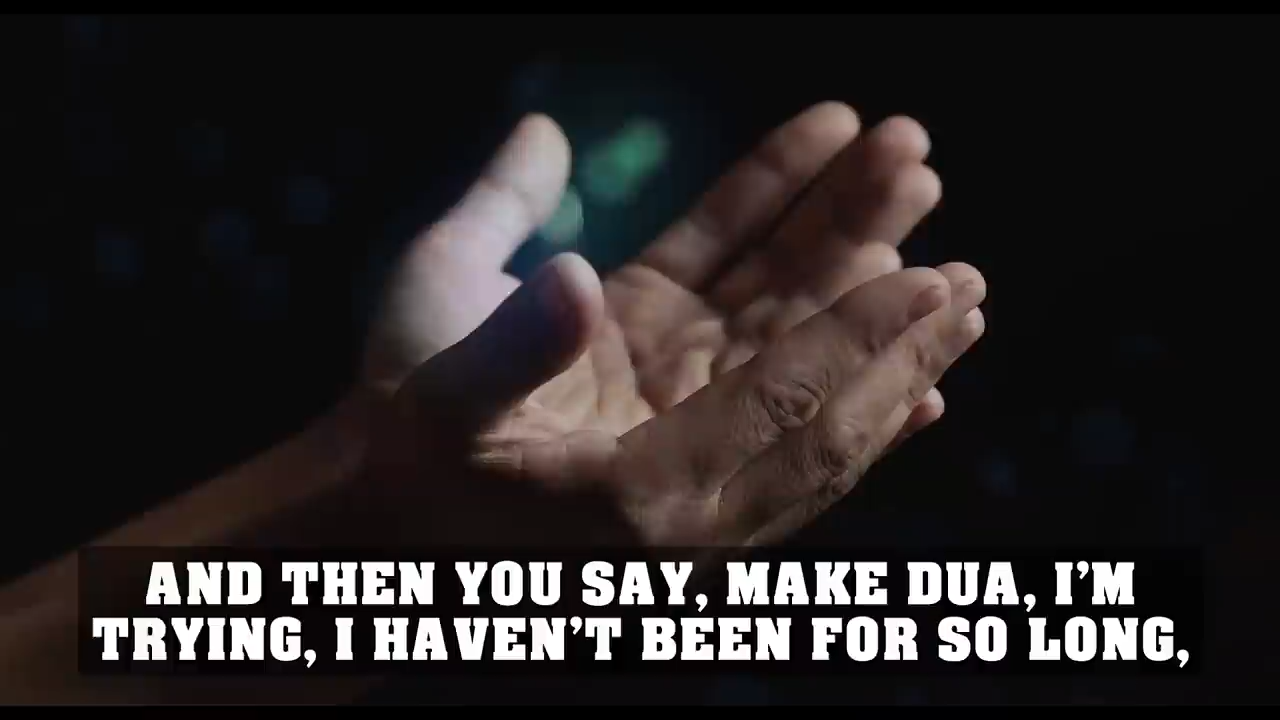 AND THEN YOU SAY, MAKE DUA, I'M
TRYING, I HAVEN'T BEEN FOR SO LONG,